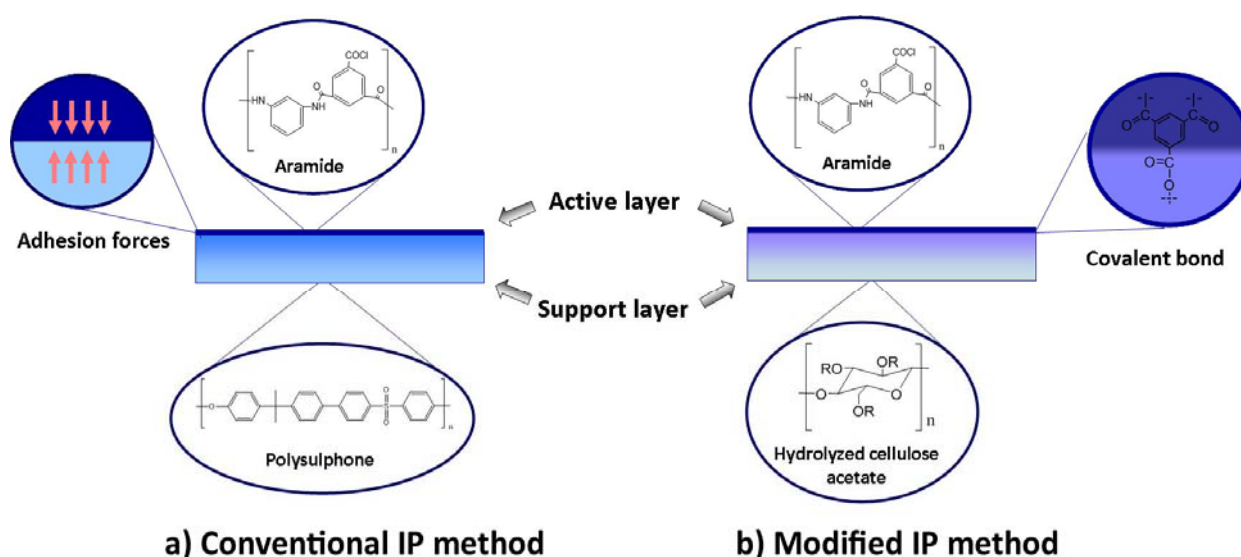 COCl
O
HN
NH
C
O
n
Aramide
Adhesion forces
Active layer
Support layer
O
O
S
O
n
Polysulphone
a) Conventional IP method
COCl
O
HN
NH
C
O
n
Aramide
C
C
O
O
O=C
O
Covalent bond
OR
RO
O
O
OR
n
Hydrolyzed cellulose
acetate
b) Modified IP method